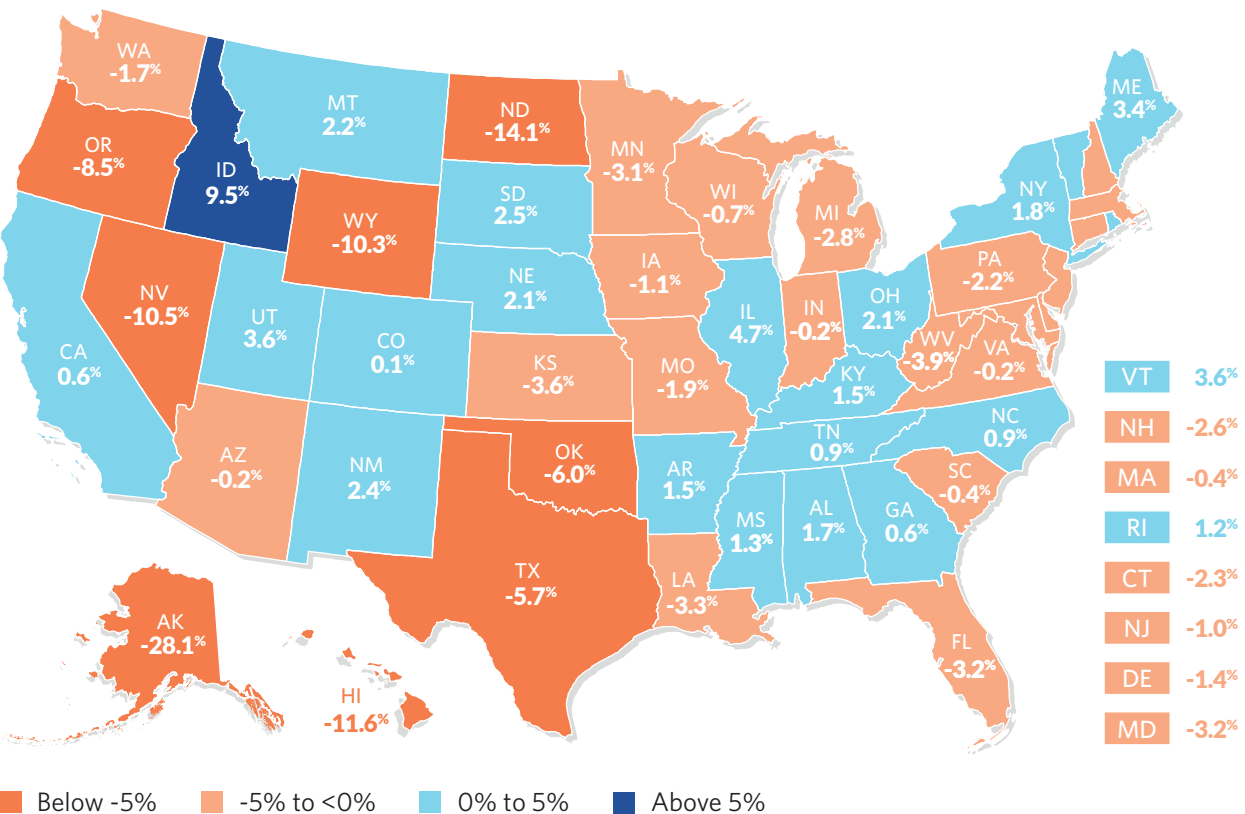 WA
-1.7%
OR
-8.5%
ID
9.5%
MT
2.2%
ND
-14.1%
MN
-3.1%
ME
3.4%
WY
-10.3%
SD
2.5%
WI
-0.7%
MI
-2.8%
NY
1.8%
NV
-10.5%
UT
3.6%
CO
0.1%
NE
2.1%
IA
-1.1%
IL
4.7%
IN
-0.2%
OH
2.1%
PA
-2.2%
CA
0.6%
KS
-3.6%
MO
-1.9%
KY
1.5%
WV
-3.9%
VA
-0.2%
AZ
-0.2%
NM
2.4%
OK
-6.0%
AR
1.5%
TN
0.9%
NC
0.9%
SC
-0.4%
MS
1.3%
AL
1.7%
GA
0.6%
TX
-5.7%
LA
-3.3%
FL
-3.2%
AK
-28.1%
HI
-11.6%
VT 3.6%
NH -2.6%
MA -0.4%
RI 1.2%
CT -2.3%
NJ -1.0%
DE -1.4%
MD -3.2%
Below -5% -5% to <0% 0% to 5% Above 5%